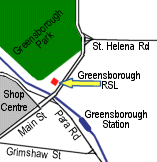 Greensborough
Park
St. Helena Rd
Greensborough
RSL
Shop
Centre
Main St
Para Rd
Greensborough
Station
Grimshaw St